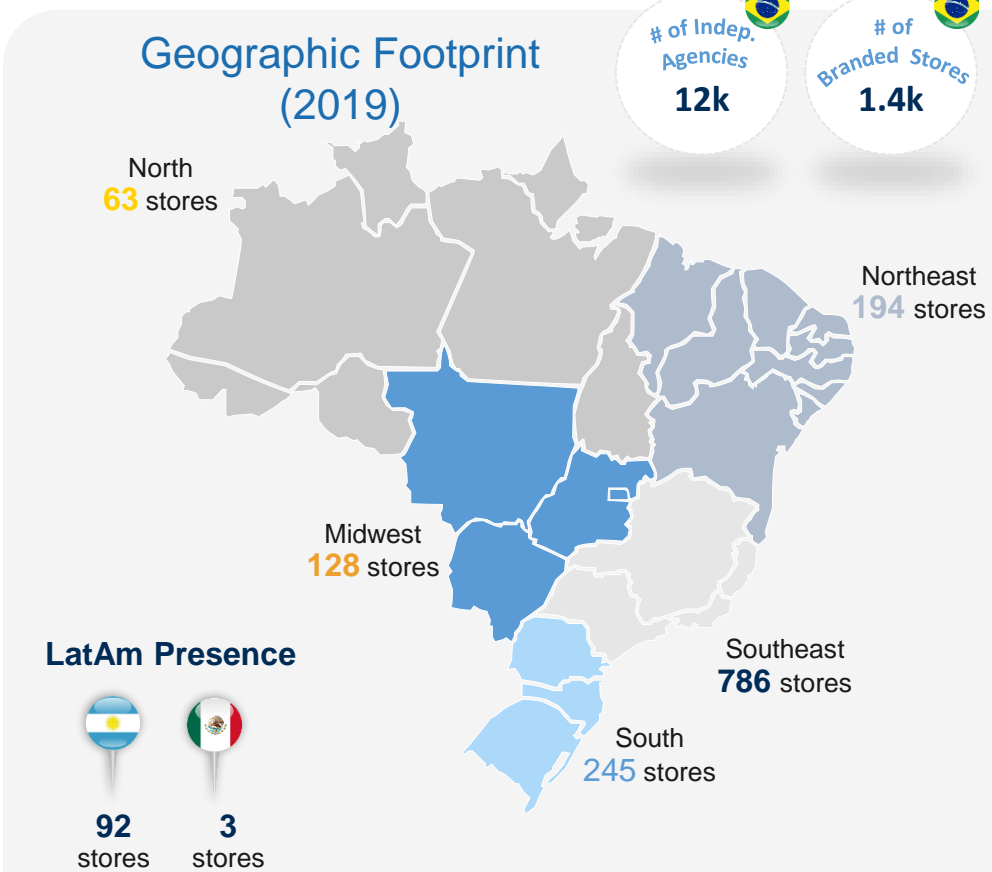 Geographic Footprint
(2019)
# of Indep.
Agencies
12k
# of
Branded Stores
1.4k
North
63 stores
Northeast
194 stores
Midwest
128 stores
Southeast
786 stores
South
245 stores
LatAm Presence
92
stores
3
stores